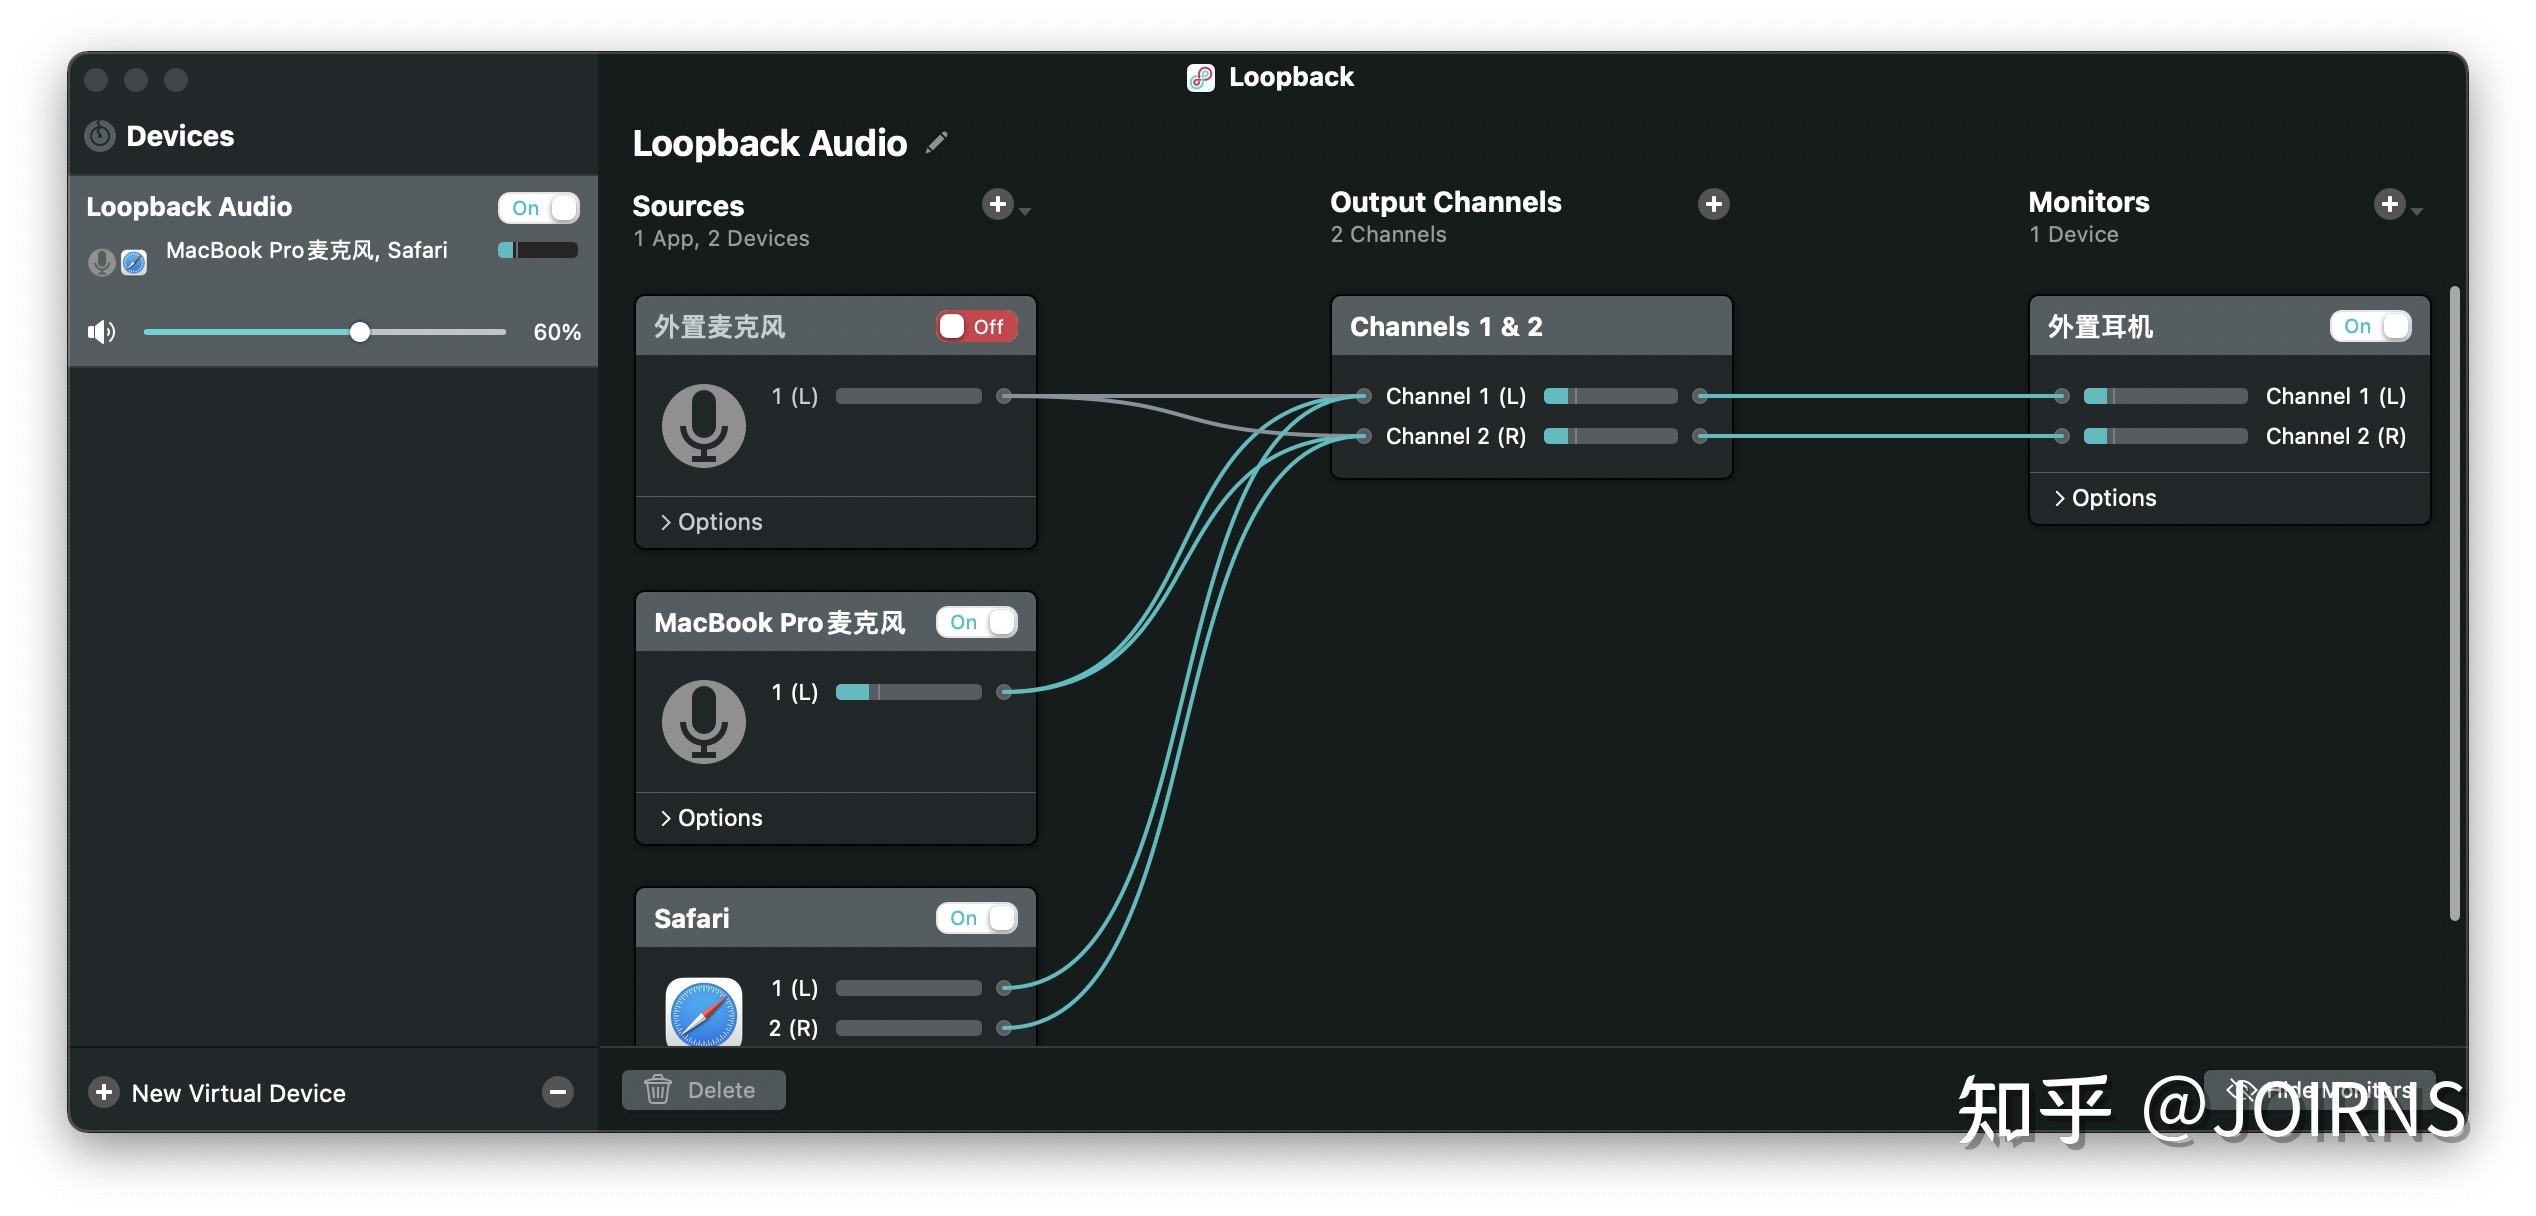 Loopback
Devices
Loopback Audio
On
MacBook Pro麦克风, Safari
60%
New Virtual Device
Loopback Audio
Sources
1 App, 2 Devices
外置麦克风
Off
1 (L)
Options
MacBook Pro麦克风
On
1 (L)
Options
Safari
On
1 (L)
2 (R)
Output Channels
2 Channels
Channels 1 & 2
Channel 1 (L)
Channel 2 (R)
Monitors
1 Device
外置耳机
On
Channel 1 (L)
Channel 2 (R)
Options
Delete
Hide Monitors
知乎 @JOIRNS